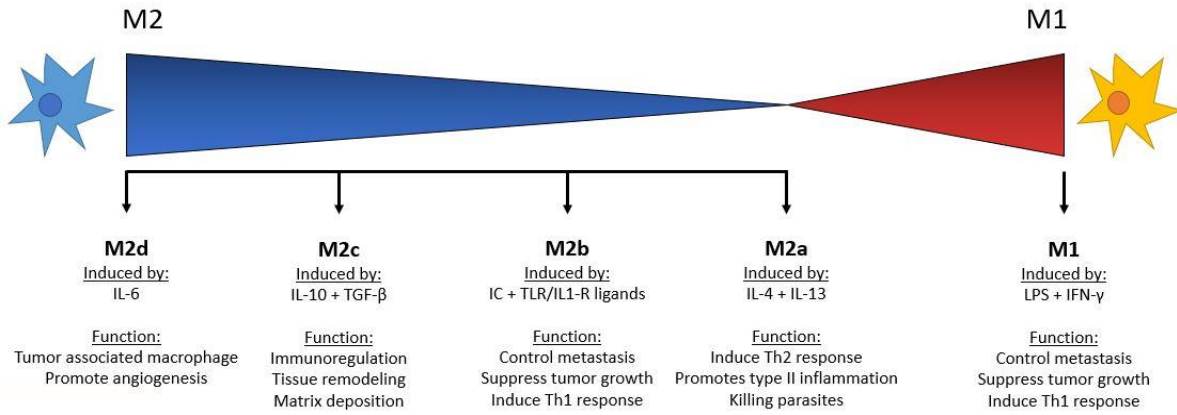 M2
M1
M2d
Induced by:
IL-6
Function:
Tumor associated macrophage
Promote angiogenesis
M2c
Induced by:
IL-10 + TGF-β
Function:
Immunoregulation
Tissue remodeling
Matrix deposition
M2b
Induced by:
IC + TLR/IL1-R ligands
Function:
Control metastasis
Suppress tumor growth
Induce Th1 response
M2a
Induced by:
IL-4 + IL-13
Function:
Induce Th2 response
Promotes type II inflammation
Killing parasites
M1
Induced by:
LPS + IFN-γ
Function:
Control metastasis
Suppress tumor growth
Induce Th1 response